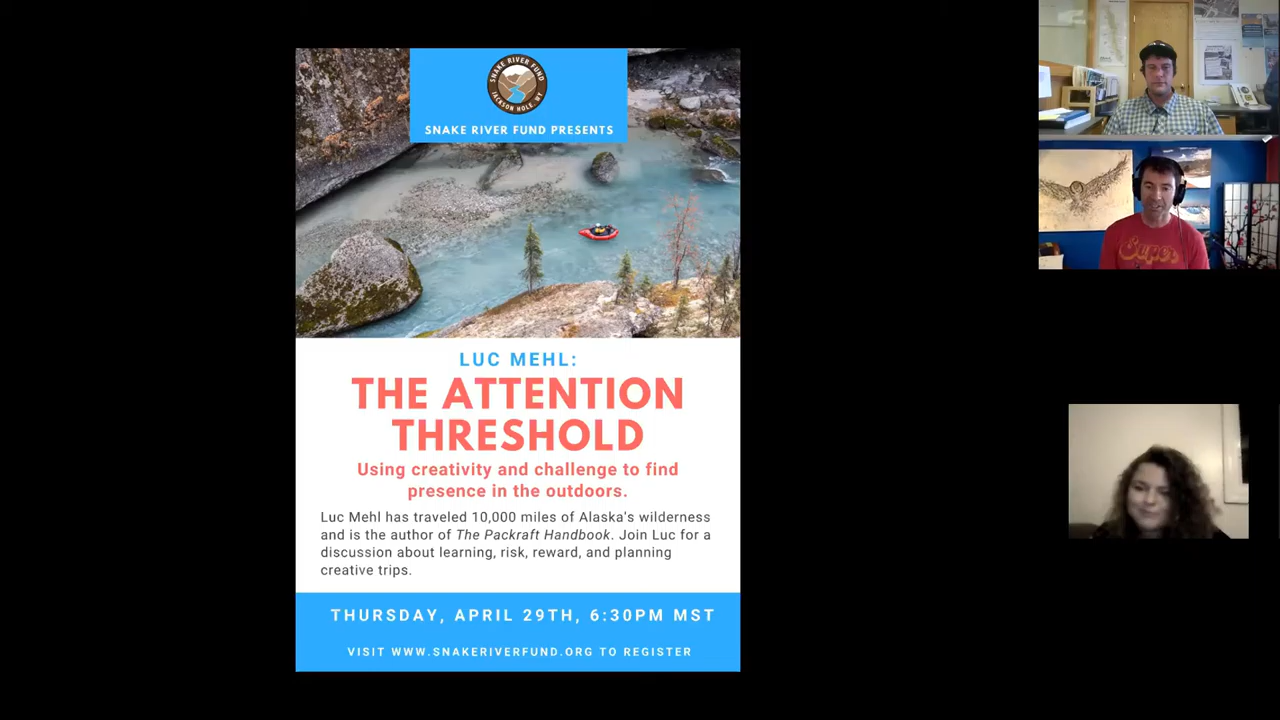 SNAKE RIVER FUND
JACKSON HOLE, WY
SNAKE RIVER FUND PRESENTS
LUC MEHL:
THE ATTENTION
THRESHOLD
Using creativity and challenge to find
presence in the outdoors.
Luc Mehl has traveled 10,000 miles of Alaska's wilderness
and is the author of The Packraft Handbook. Join Luc for a
discussion about learning, risk, reward, and planning
creative trips.
THURSDAY, APRIL 29TH, 6:30PM MST
VISIT WWW.SNAKERIVERFUND.ORG TO REGISTER
Super